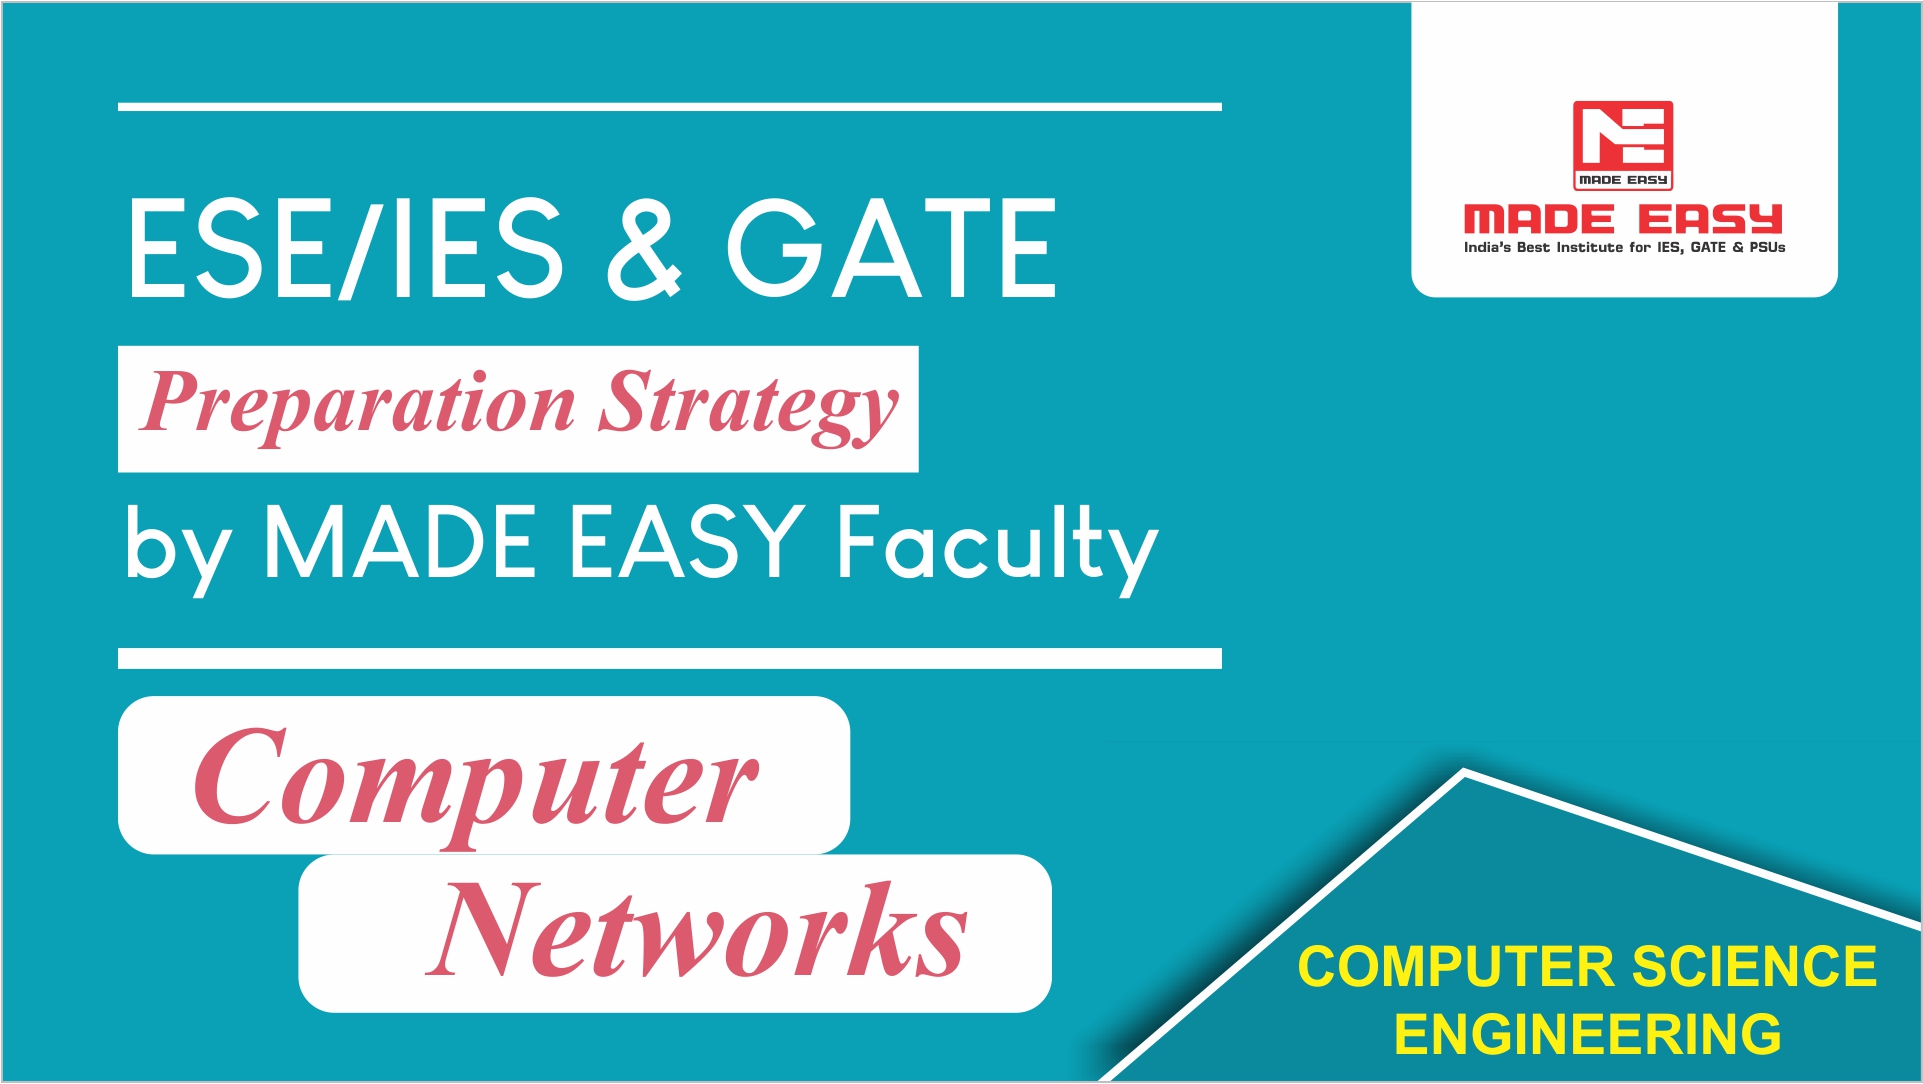 MADE EASY
MADE EASY
India's Best Institute for IES, GATE & PSUs
ESE/IES & GATE
Preparation Strategy
by MADE EASY Faculty
Computer
Networks
COMPUTER SCIENCE
ENGINEERING